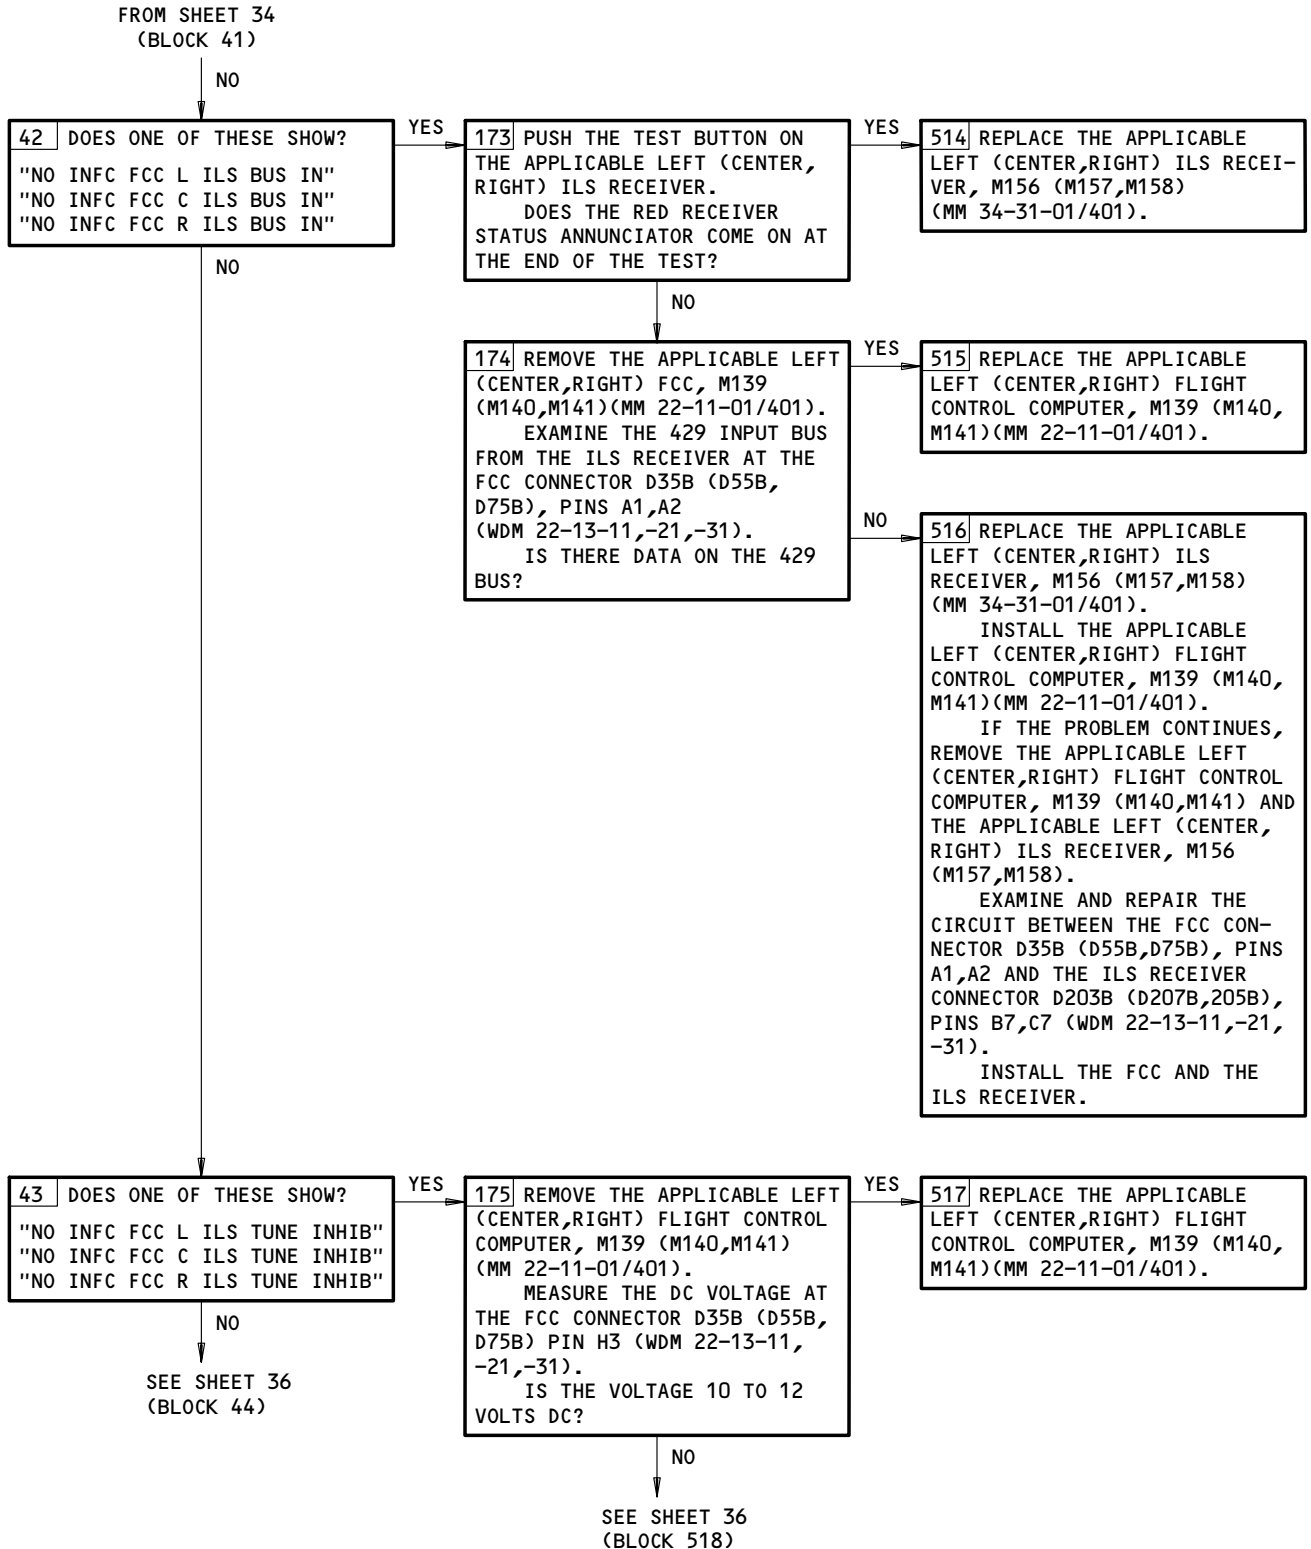 FROM SHEET 34
(BLOCK 41)
NO
42 DOES ONE OF THESE SHOW?
"NO INFC FCC L ILS BUS IN"
"NO INFC FCC C ILS BUS IN"
"NO INFC FCC R ILS BUS IN"
YES
NO
173 PUSH THE TEST BUTTON ON
THE APPLICABLE LEFT (CENTER,
RIGHT) ILS RECEIVER.
DOES THE RED RECEIVER
STATUS ANNUNCIATOR COME ON AT
THE END OF THE TEST?
YES
NO
514 REPLACE THE APPLICABLE
LEFT (CENTER,RIGHT) ILS RECEI-
VER, M156 (M157,M158)
(MM 34-31-01/401).
174 REMOVE THE APPLICABLE LEFT
(CENTER,RIGHT) FCC, M139
(M140,M141)(MM 22-11-01/401).
EXAMINE THE 429 INPUT BUS
FROM THE ILS RECEIVER AT THE
FCC CONNECTOR D35B (D55B,
D75B), PINS A1,A2
(WDM 22-13-11,-21,-31).
IS THERE DATA ON THE 429
BUS?
YES
NO
515 REPLACE THE APPLICABLE
LEFT (CENTER,RIGHT) FLIGHT
CONTROL COMPUTER, M139 (M140,
M141)(MM 22-11-01/401).
516 REPLACE THE APPLICABLE
LEFT (CENTER,RIGHT) ILS
RECEIVER, M156 (M157,M158)
(MM 34-31-01/401).
INSTALL THE APPLICABLE
LEFT (CENTER,RIGHT) FLIGHT
CONTROL COMPUTER, M139 (M140,
M141)(MM 22-11-01/401).
IF THE PROBLEM CONTINUES,
REMOVE THE APPLICABLE LEFT
(CENTER,RIGHT) FLIGHT CONTROL
COMPUTER, M139 (M140,M141) AND
THE APPLICABLE LEFT (CENTER,
RIGHT) ILS RECEIVER, M156
(M157,M158).
EXAMINE AND REPAIR THE
CIRCUIT BETWEEN THE FCC CON-
NECTOR D35B (D55B,D75B), PINS
A1,A2 AND THE ILS RECEIVER
CONNECTOR D203B (D207B,205B),
PINS B7,C7 (WDM 22-13-11,-21,
-31).
INSTALL THE FCC AND THE
ILS RECEIVER.
43 DOES ONE OF THESE SHOW?
"NO INFC FCC L ILS TUNE INHIB"
"NO INFC FCC C ILS TUNE INHIB"
"NO INFC FCC R ILS TUNE INHIB"
YES
NO
SEE SHEET 36
(BLOCK 44)
175 REMOVE THE APPLICABLE LEFT
(CENTER,RIGHT) FLIGHT CONTROL
COMPUTER, M139 (M140,M141)
(MM 22-11-01/401).
MEASURE THE DC VOLTAGE AT
THE FCC CONNECTOR D35B (D55B,
D75B) PIN H3 (WDM 22-13-11,
-21,-31).
IS THE VOLTAGE 10 TO 12
VOLTS DC?
YES
NO
SEE SHEET 36
(BLOCK 518)
517 REPLACE THE APPLICABLE
LEFT (CENTER,RIGHT) FLIGHT
CONTROL COMPUTER, M139 (M140,
M141)(MM 22-11-01/401).